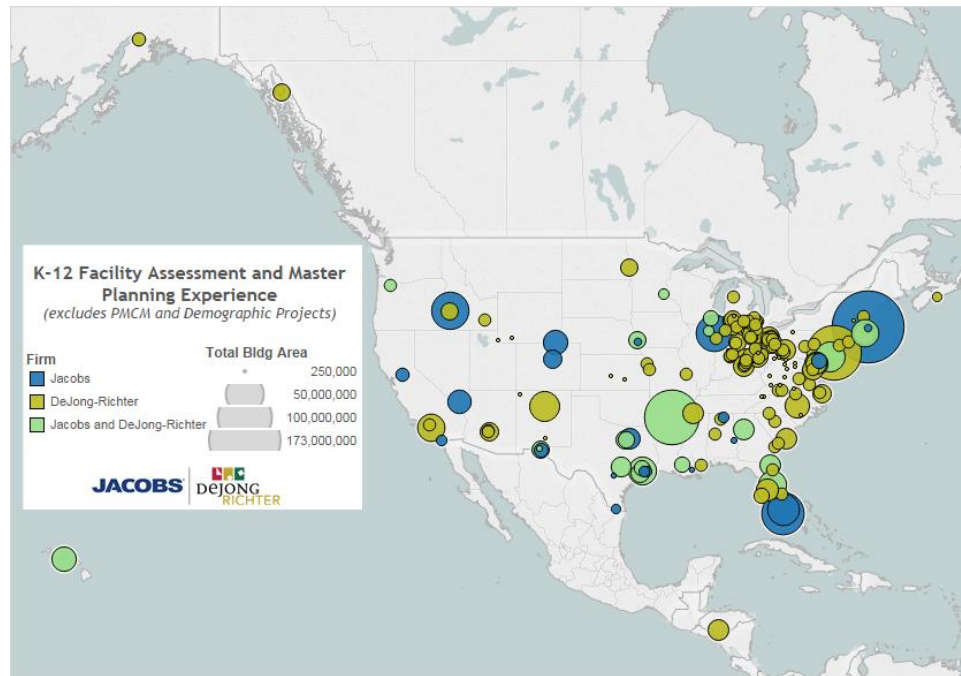 K-12 Facility Assessment and Master
Planning Experience
(excludes PMCM and Demographic Projects)
Firm
Jacobs
DeJong-Richter
Jacobs and DeJong-Richter
Total Bldg Area
250,000
50,000,000
100,000,000
173,000,000
JACOBS
DEJONG
RICHTER